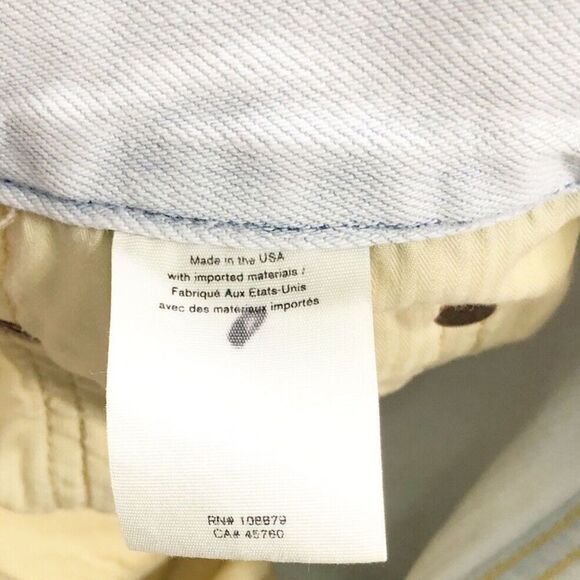 Made in the USA
with imported materials /
Fabriqué Aux Etats-Unis
avec des materiaux importés
RN# 108879
CA# 45760